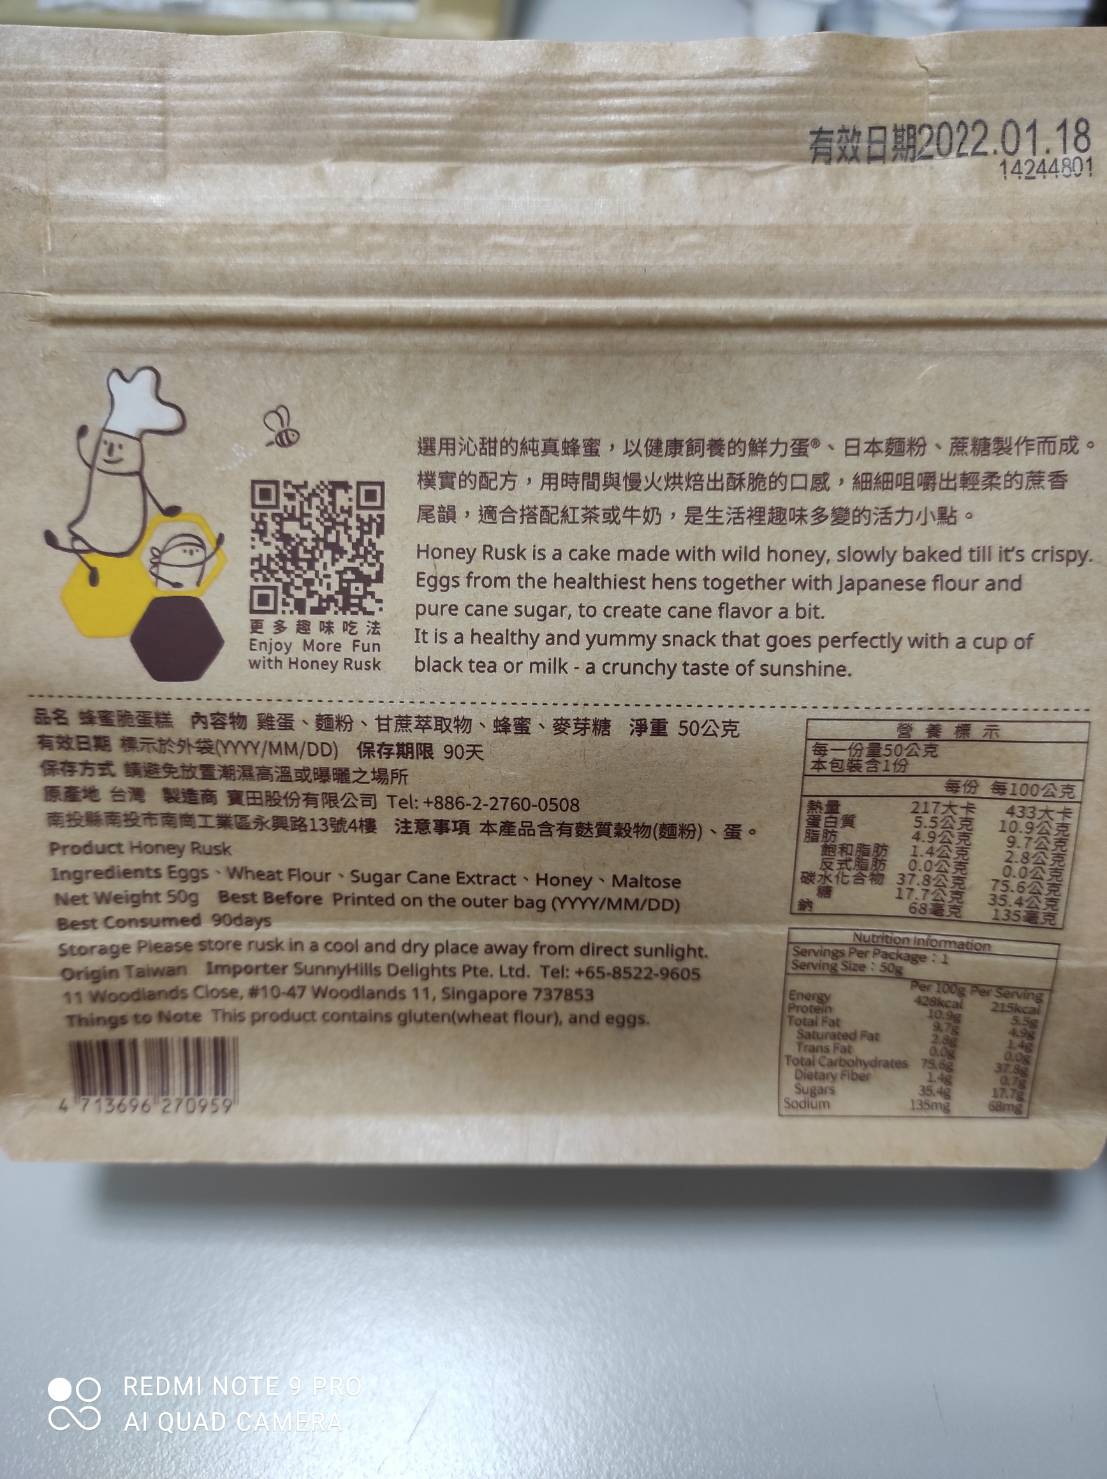 有效日期2022.01.18
14244801
選用沁甜的純真蜂蜜，以健康飼養的鮮力蛋®、日本麵粉、蔗糖製作而成。
樸實的配方，用時間與慢火烘焙出酥脆的口感，細細咀嚼出輕柔的蔗香
尾韻，適合搭配紅茶或牛奶，是生活裡趣味多變的活力小點。
Honey Rusk is a cake made with wild honey, slowly baked till it's crispy.
Eggs from the healthiest hens together with Japanese flour and
pure cane sugar, to create cane flavor a bit.
It is a healthy and yummy snack that goes perfectly with a cup of
black tea or milk - a crunchy taste of sunshine.
更多趣味吃法
Enjoy More Fun
with Honey Rusk
品名 蜂蜜脆蛋糕 內容物 雞蛋、麵粉、甘蔗萃取物、蜂蜜、麥芽糖 淨重 50公克
有效日期 標示於外袋(YYYY/MM/DD) 保存期限 90天
保存方式 請避免放置潮濕高溫或曝曬之場所
原產地 台灣 製造商 寶田股份有限公司 Tel: +886-2-2760-0508
南投縣南投市南崗工業區永興路13號4樓 注意事項 本產品含有麩質穀物(麵粉)、蛋。
Product Honey Rusk
Ingredients Eggs、Wheat Flour、Sugar Cane Extract、Honey、Maltose
Net Weight 50g Best Before Printed on the outer bag (YYYY/MM/DD)
Best Consumed 90days
Storage Please store rusk in a cool and dry place away from direct sunlight.
Origin Taiwan Importer SunnyHills Delights Pte. Ltd. Tel: +65-8522-9605
11 Woodlands Close, #10-47 Woodlands 11, Singapore 737853
Things to Note This product contains gluten(wheat flour), and eggs.
4 713696 270959
營養標示
每一份量50公克
本包裝含1份
每份 每100公克
熱量 217大卡 433大卡
蛋白質 5.5公克 10.9公克
脂肪 4.9公克 9.7公克
飽和脂肪 1.4公克 2.8公克
反式脂肪 0.0公克 0.0公克
碳水化合物 37.8公克 75.6公克
糖 17.7公克 35.4公克
鈉 68毫克 135毫克
Nutrition Information
Servings Per Package：1
Serving Size：50g
Per 100g Per Serving
Energy 428kcal 215kcal
Protein 10.9g 5.5g
Total Fat 9.7g 4.9g
Saturated Fat 2.8g 1.4g
Trans Fat 0.0g 0.0g
Total Carbohydrates 75.6g 37.8g
Dietary Fiber 1.4g 0.7g
Sugars 35.4g 17.7g
Sodium 135mg 68mg
REDMI NOTE 9 PRO
AI QUAD CAMERA